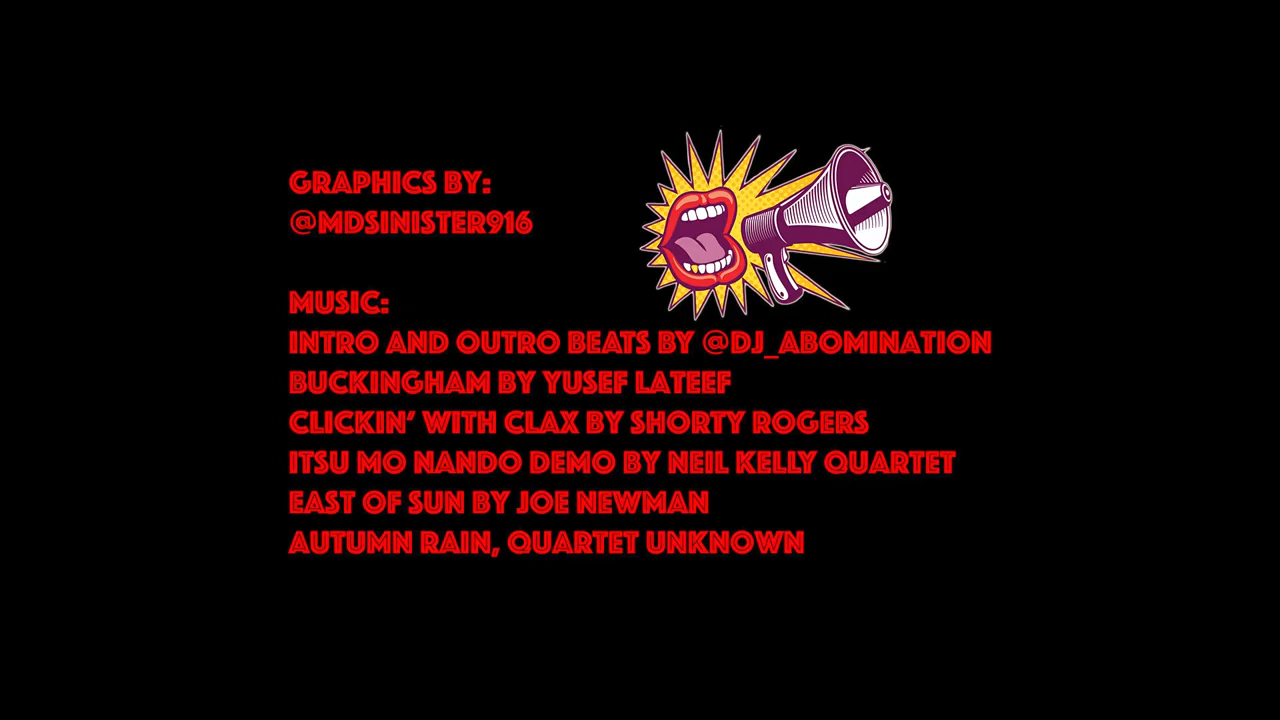 GRAPHICS BY:
@MDSINISTER916
MUSIC:
INTRO AND OUTRO BEATS BY @DJ_ABOMINATION
BUCKINGHAM BY YUSEF LATEEF
CLICKIN’ WITH CLAX BY SHORTY ROGERS
ITSU MO NANDO DEMO BY NEIL KELLY QUARTET
EAST OF SUN BY JOE NEWMAN
AUTUMN RAIN, QUARTET UNKNOWN